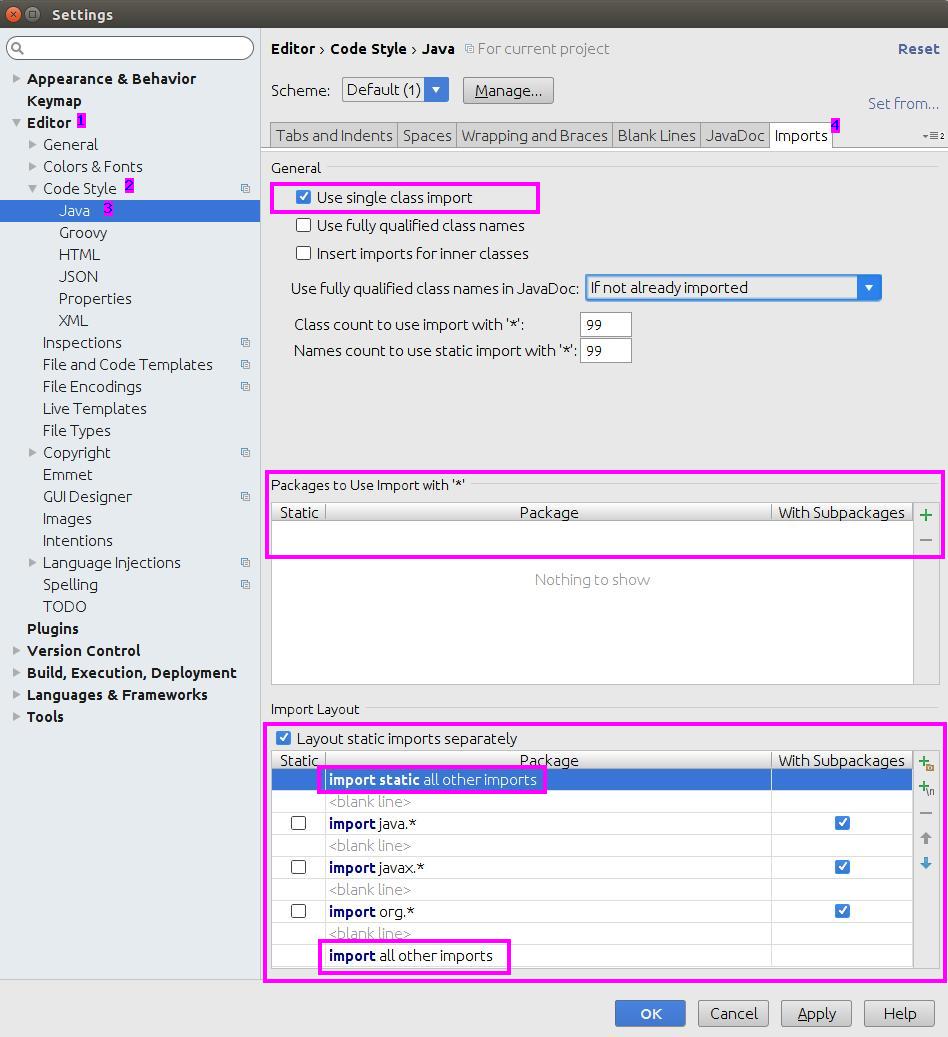 Settings
Appearance & Behavior
Keymap
Editor 1
General
Colors & Fonts
Code Style 2
Java 3
Groovy
HTML
JSON
Properties
XML
Inspections
File and Code Templates
File Encodings
Live Templates
File Types
Copyright
Emmet
GUI Designer
Images
Intentions
Language Injections
Spelling
TODO
Plugins
Version Control
Build, Execution, Deployment
Languages & Frameworks
Tools
Editor › Code Style › Java For current project Reset
Scheme: Default (1) Manage...
Set from...
Tabs and Indents Spaces Wrapping and Braces Blank Lines JavaDoc Imports 4 2
General
Use single class import
Use fully qualified class names
Insert imports for inner classes
Use fully qualified class names in JavaDoc: If not already imported
Class count to use import with '*': 99
Names count to use static import with '*': 99
Packages to Use Import with '*'
Static Package With Subpackages
Nothing to show
Import Layout
Layout static imports separately
Static Package With Subpackages
import static all other imports
<blank line>
import java.*
<blank line>
import javax.*
<blank line>
import org.*
<blank line>
import all other imports
OK Cancel Apply Help